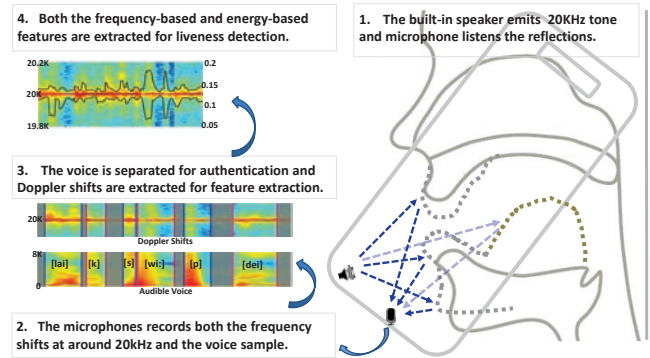 4. Both the frequency-based and energy-based
features are extracted for liveness detection.
1. The built-in speaker emits 20KHz tone
and microphone listens the reflections.
20.2K
20K
19.8K
0.2
0.15
0.1
0.05
3. The voice is separated for authentication and
Doppler shifts are extracted for feature extraction.
20K
Doppler Shifts
8K
0
[lai] [k] [s] [wi:] [p] [dei]
Audible Voice
2. The microphones records both the frequency
shifts at around 20kHz and the voice sample.